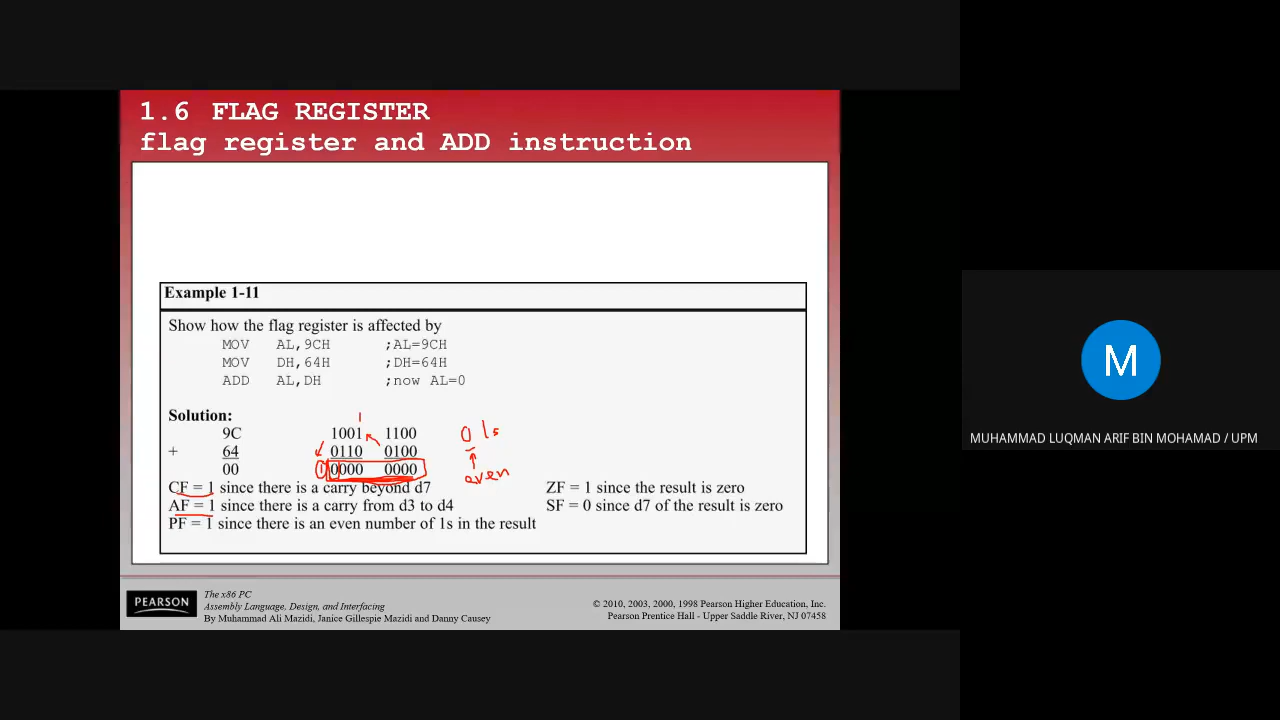 1.6 FLAG REGISTER
flag register and ADD instruction
Example 1-11
Show how the flag register is affected by
MOV AL,9CH ;AL=9CH
MOV DH,64H ;DH=64H
ADD AL,DH ;now AL=0
Solution:
1
9C 1001 1100 0 1s
+ 64 0110 0100
00 1 0000 0000 even
CF = 1 since there is a carry beyond d7 ZF = 1 since the result is zero
AF = 1 since there is a carry from d3 to d4 SF = 0 since d7 of the result is zero
PF = 1 since there is an even number of 1s in the result
PEARSON
The x86 PC
Assembly Language, Design, and Interfacing
By Muhammad Ali Mazidi, Janice Gillespie Mazidi and Danny Causey
© 2010, 2003, 2000, 1998 Pearson Higher Education, Inc.
Pearson Prentice Hall - Upper Saddle River, NJ 07458
M
MUHAMMAD LUQMAN ARIF BIN MOHAMAD / UPM